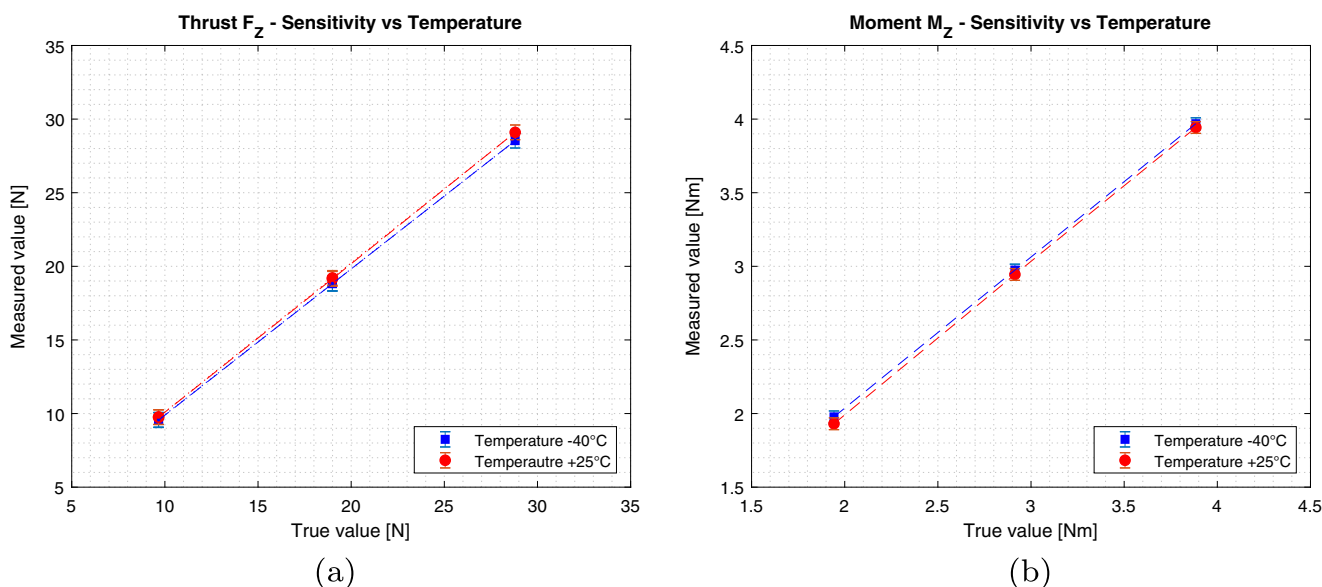 Thrust F_Z - Sensitivity vs Temperature
35
30
25
20
15
10
5
Measured value [N]
Temperature -40°C
Temperautre +25°C
5 10 15 20 25 30 35
True value [N]
(a)
Moment M_Z - Sensitivity vs Temperature
4.5
4
3.5
3
2.5
2
1.5
Measured value [Nm]
Temperature -40°C
Temperature +25°C
1.5 2 2.5 3 3.5 4 4.5
True value [Nm]
(b)